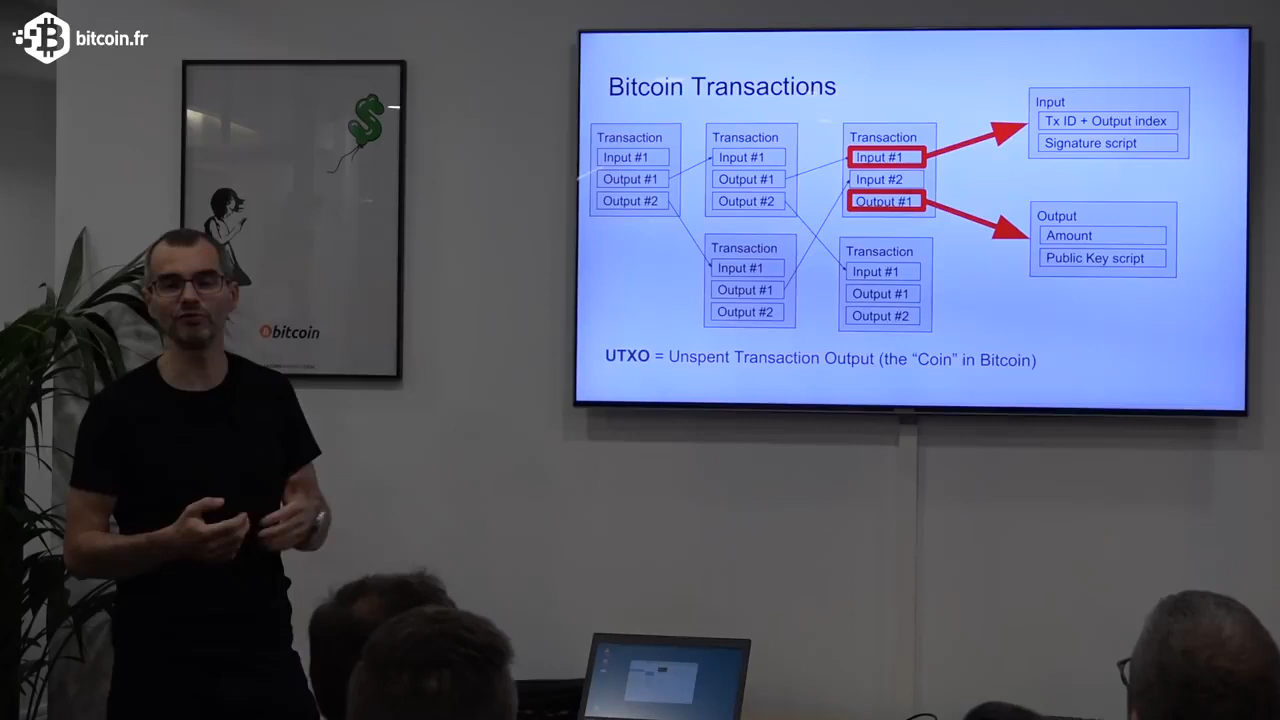 bitcoin.fr
bitcoin
Bitcoin Transactions
Transaction
Input #1
Output #1
Output #2
Transaction
Input #1
Output #1
Output #2
Transaction
Input #1
Input #2
Output #1
Transaction
Input #1
Output #1
Output #2
Transaction
Input #1
Output #1
Output #2
Input
Tx ID + Output index
Signature script
Output
Amount
Public Key script
UTXO = Unspent Transaction Output (the “Coin” in Bitcoin)